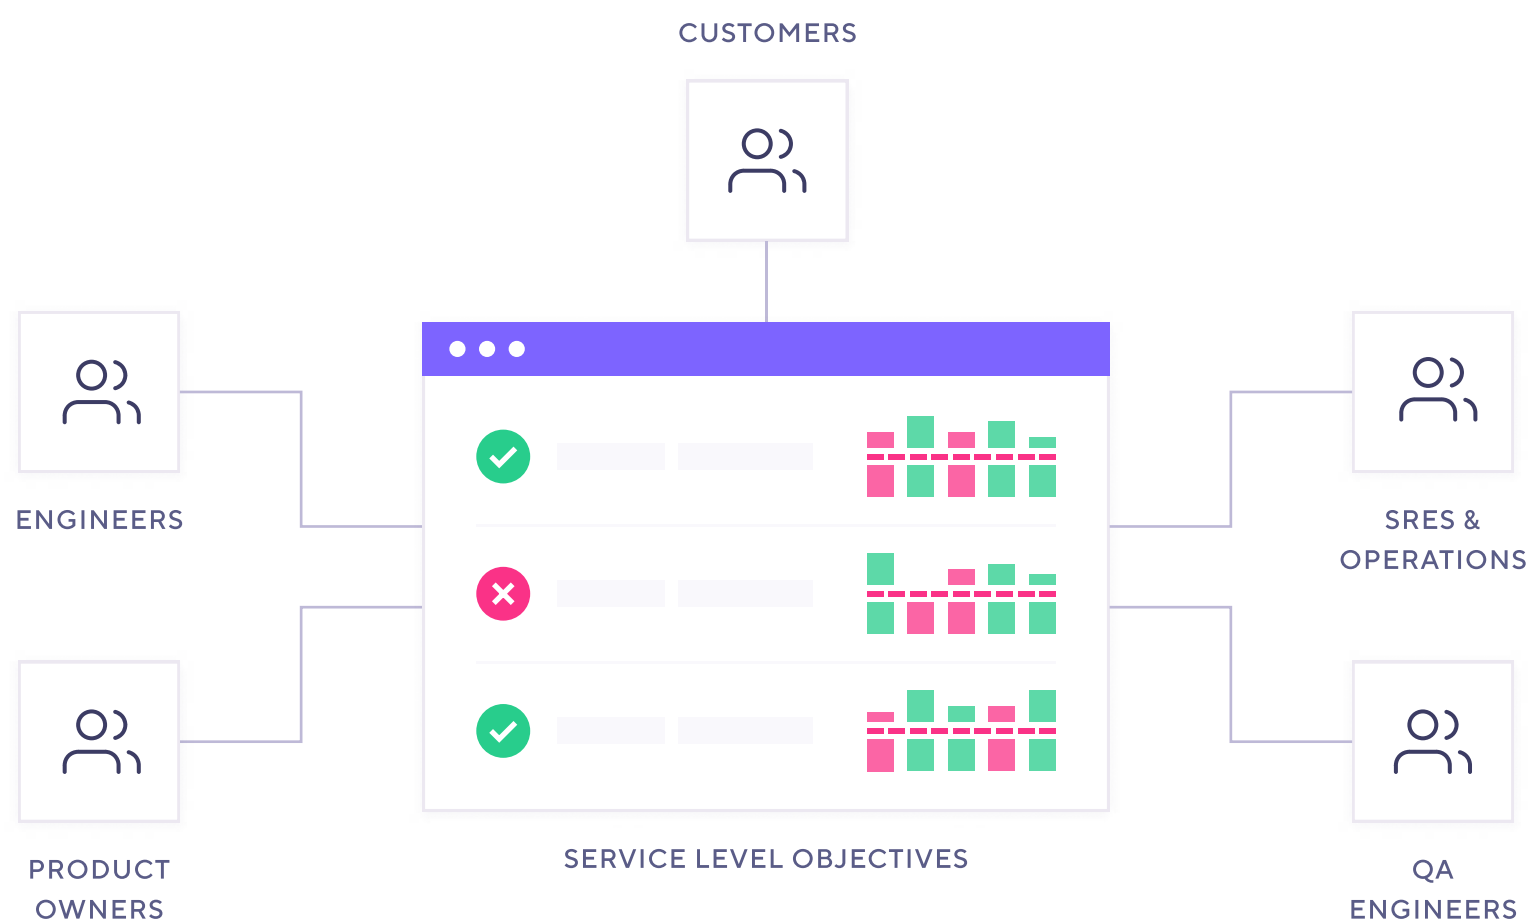 CUSTOMERS
ENGINEERS
SRES &
OPERATIONS
PRODUCT
OWNERS
SERVICE LEVEL OBJECTIVES
QA
ENGINEERS